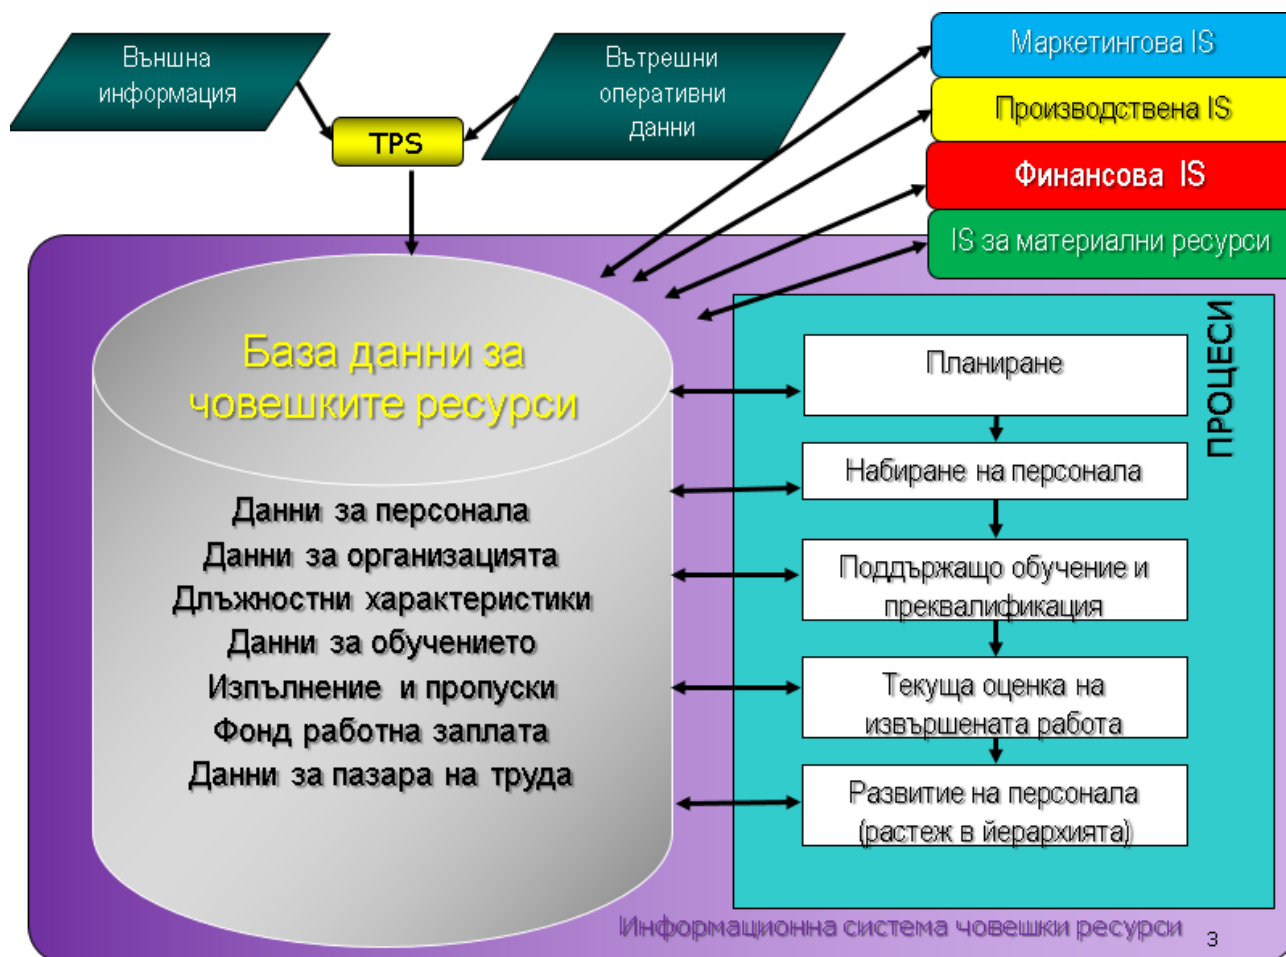 Външна
информация
Вътрешни
оперативни
данни
TPS
Маркетингова IS
Производствена IS
Финансова IS
IS за материални ресурси
База данни за
човешките ресурси
Данни за персонала
Данни за организацията
Длъжностни характеристики
Данни за обучението
Изпълнение и пропуски
Фонд работна заплата
Данни за пазара на труда
ПРОЦЕСИ
Планиране
Набиране на персонала
Поддържащо обучение и
преквалификация
Текуща оценка на
извършената работа
Развитие на персонала
(растеж в йерархията)
Информационна система човешки ресурси
3